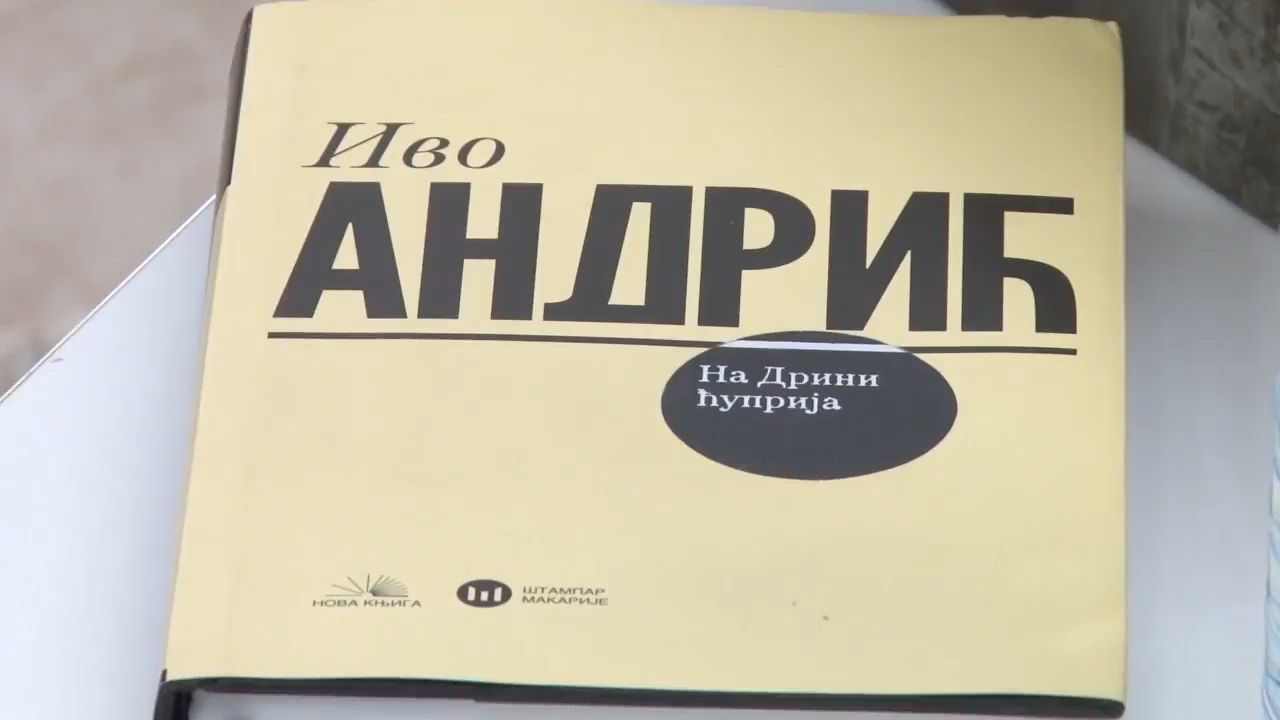 Иво
АНДРИЋ
На Дрини
ћуприја
НОВА КЊИГА
ШТАМПАР
МАКАРИЈЕ